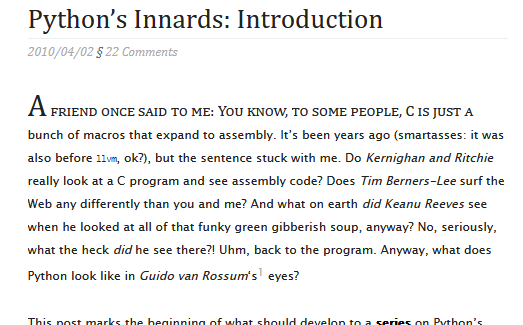 Python’s Innards: Introduction
2010/04/02 § 22 Comments
A FRIEND ONCE SAID TO ME: YOU KNOW, TO SOME PEOPLE, C IS JUST A
bunch of macros that expand to assembly. It’s been years ago (smartasses: it was
also before llvm, ok?), but the sentence stuck with me. Do Kernighan and Ritchie
really look at a C program and see assembly code? Does Tim Berners-Lee surf the
Web any differently than you and me? And what on earth did Keanu Reeves see
when he looked at all of that funky green gibberish soup, anyway? No, seriously,
what the heck did he see there?! Uhm, back to the program. Anyway, what does
Python look like in Guido van Rossum‘s1 eyes?
This post marks the beginning of what should develop to a series on Python’s